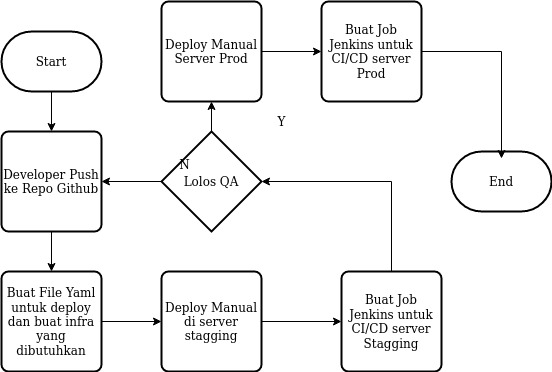 Start
Deploy Manual
Server Prod
Buat Job
Jenkins untuk
CI/CD server
Prod
Y
End
N
Lolos QA
Developer Push
ke Repo Github
Buat File Yaml
untuk deploy
dan buat infra
yang
dibutuhkan
Deploy Manual
di server
stagging
Buat Job
Jenkins untuk
CI/CD server
Stagging